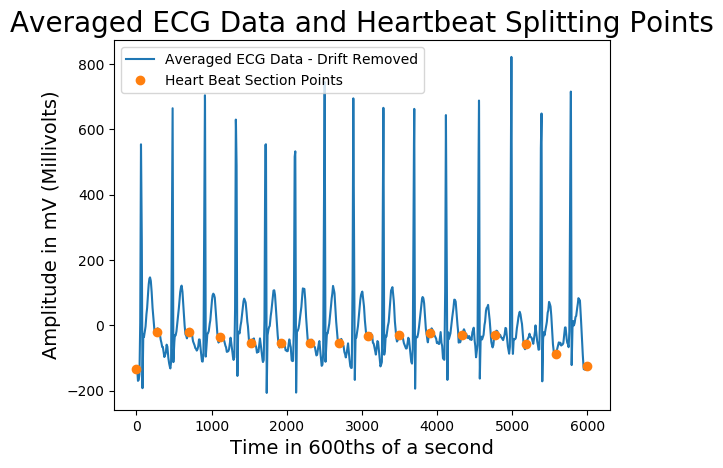 Averaged ECG Data and Heartbeat Splitting Points
Averaged ECG Data - Drift Removed
Heart Beat Section Points
Amplitude in mV (Millivolts)
800
600
400
200
0
−200
0 1000 2000 3000 4000 5000 6000
Time in 600ths of a second